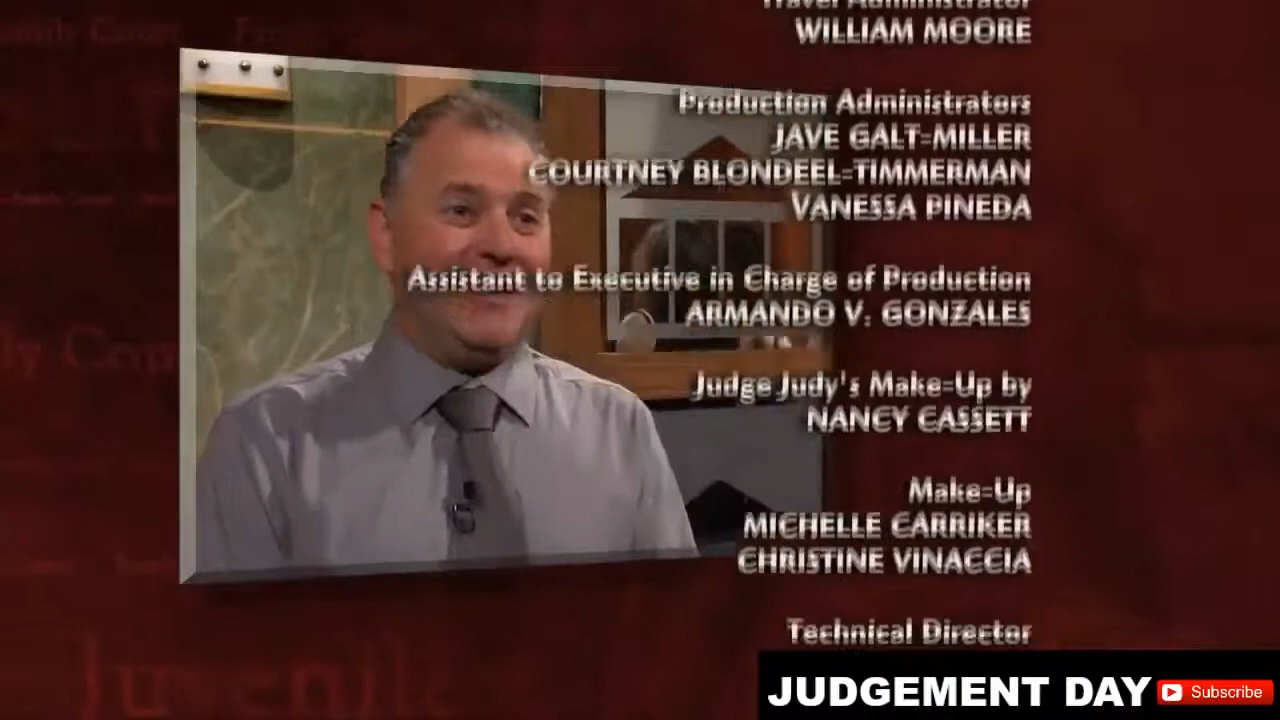 Travel Administrator
WILLIAM MOORE
Production Administrators
JAVE GALT-MILLER
COURTNEY BLONDEEL-TIMMERMAN
VANESSA PINEDA
Assistant to Executive in Charge of Production
ARMANDO V. GONZALES
Judge Judy's Make-Up by
NANCY CASSETT
Make-Up
MICHELLE CARRIKER
CHRISTINE VINACCIA
Technical Director
JUDGEMENT DAY
Subscribe